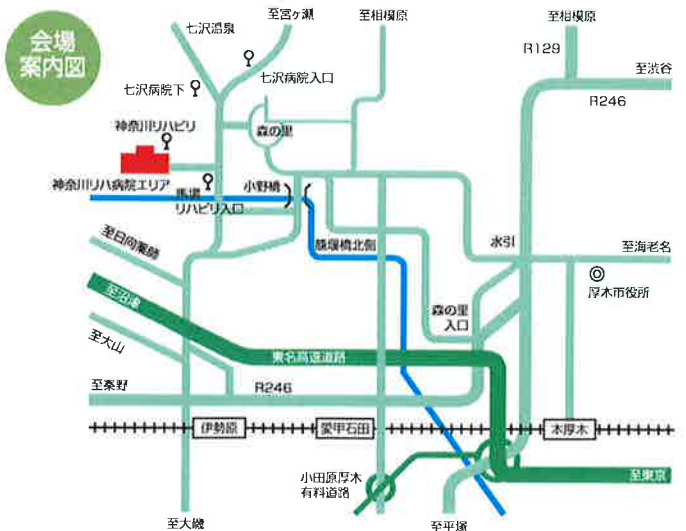 会場
案内図
七沢温泉
至宮ヶ瀬
至相模原
至相模原
R129
至渋谷
R246
七沢病院入口
七沢病院下
神奈川リハビリ
森の里
神奈川リハ病院エリア
馬場
リハビリ入口
小野橋
至日向薬師
籠堰橋北側
水引
至海老名
厚木市役所
至沼津
森の里
入口
至大山
東名高速道路
至秦野
R246
伊勢原
愛甲石田
本厚木
小田原厚木
有料道路
至東京
至大磯
至平塚